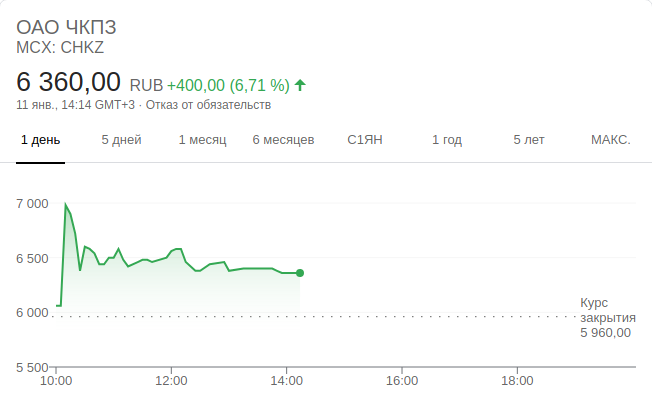 ОАО ЧКПЗ
MCX: CHKZ
6 360,00 RUB +400,00 (6,71 %)
11 янв., 14:14 GMT+3 · Отказ от обязательств
1 день 5 дней 1 месяц 6 месяцев С1ЯН 1 год 5 лет МАКС.
7 000
6 500
6 000
5 500
Курс
закрытия
5 960,00
10:00 12:00 14:00 16:00 18:00